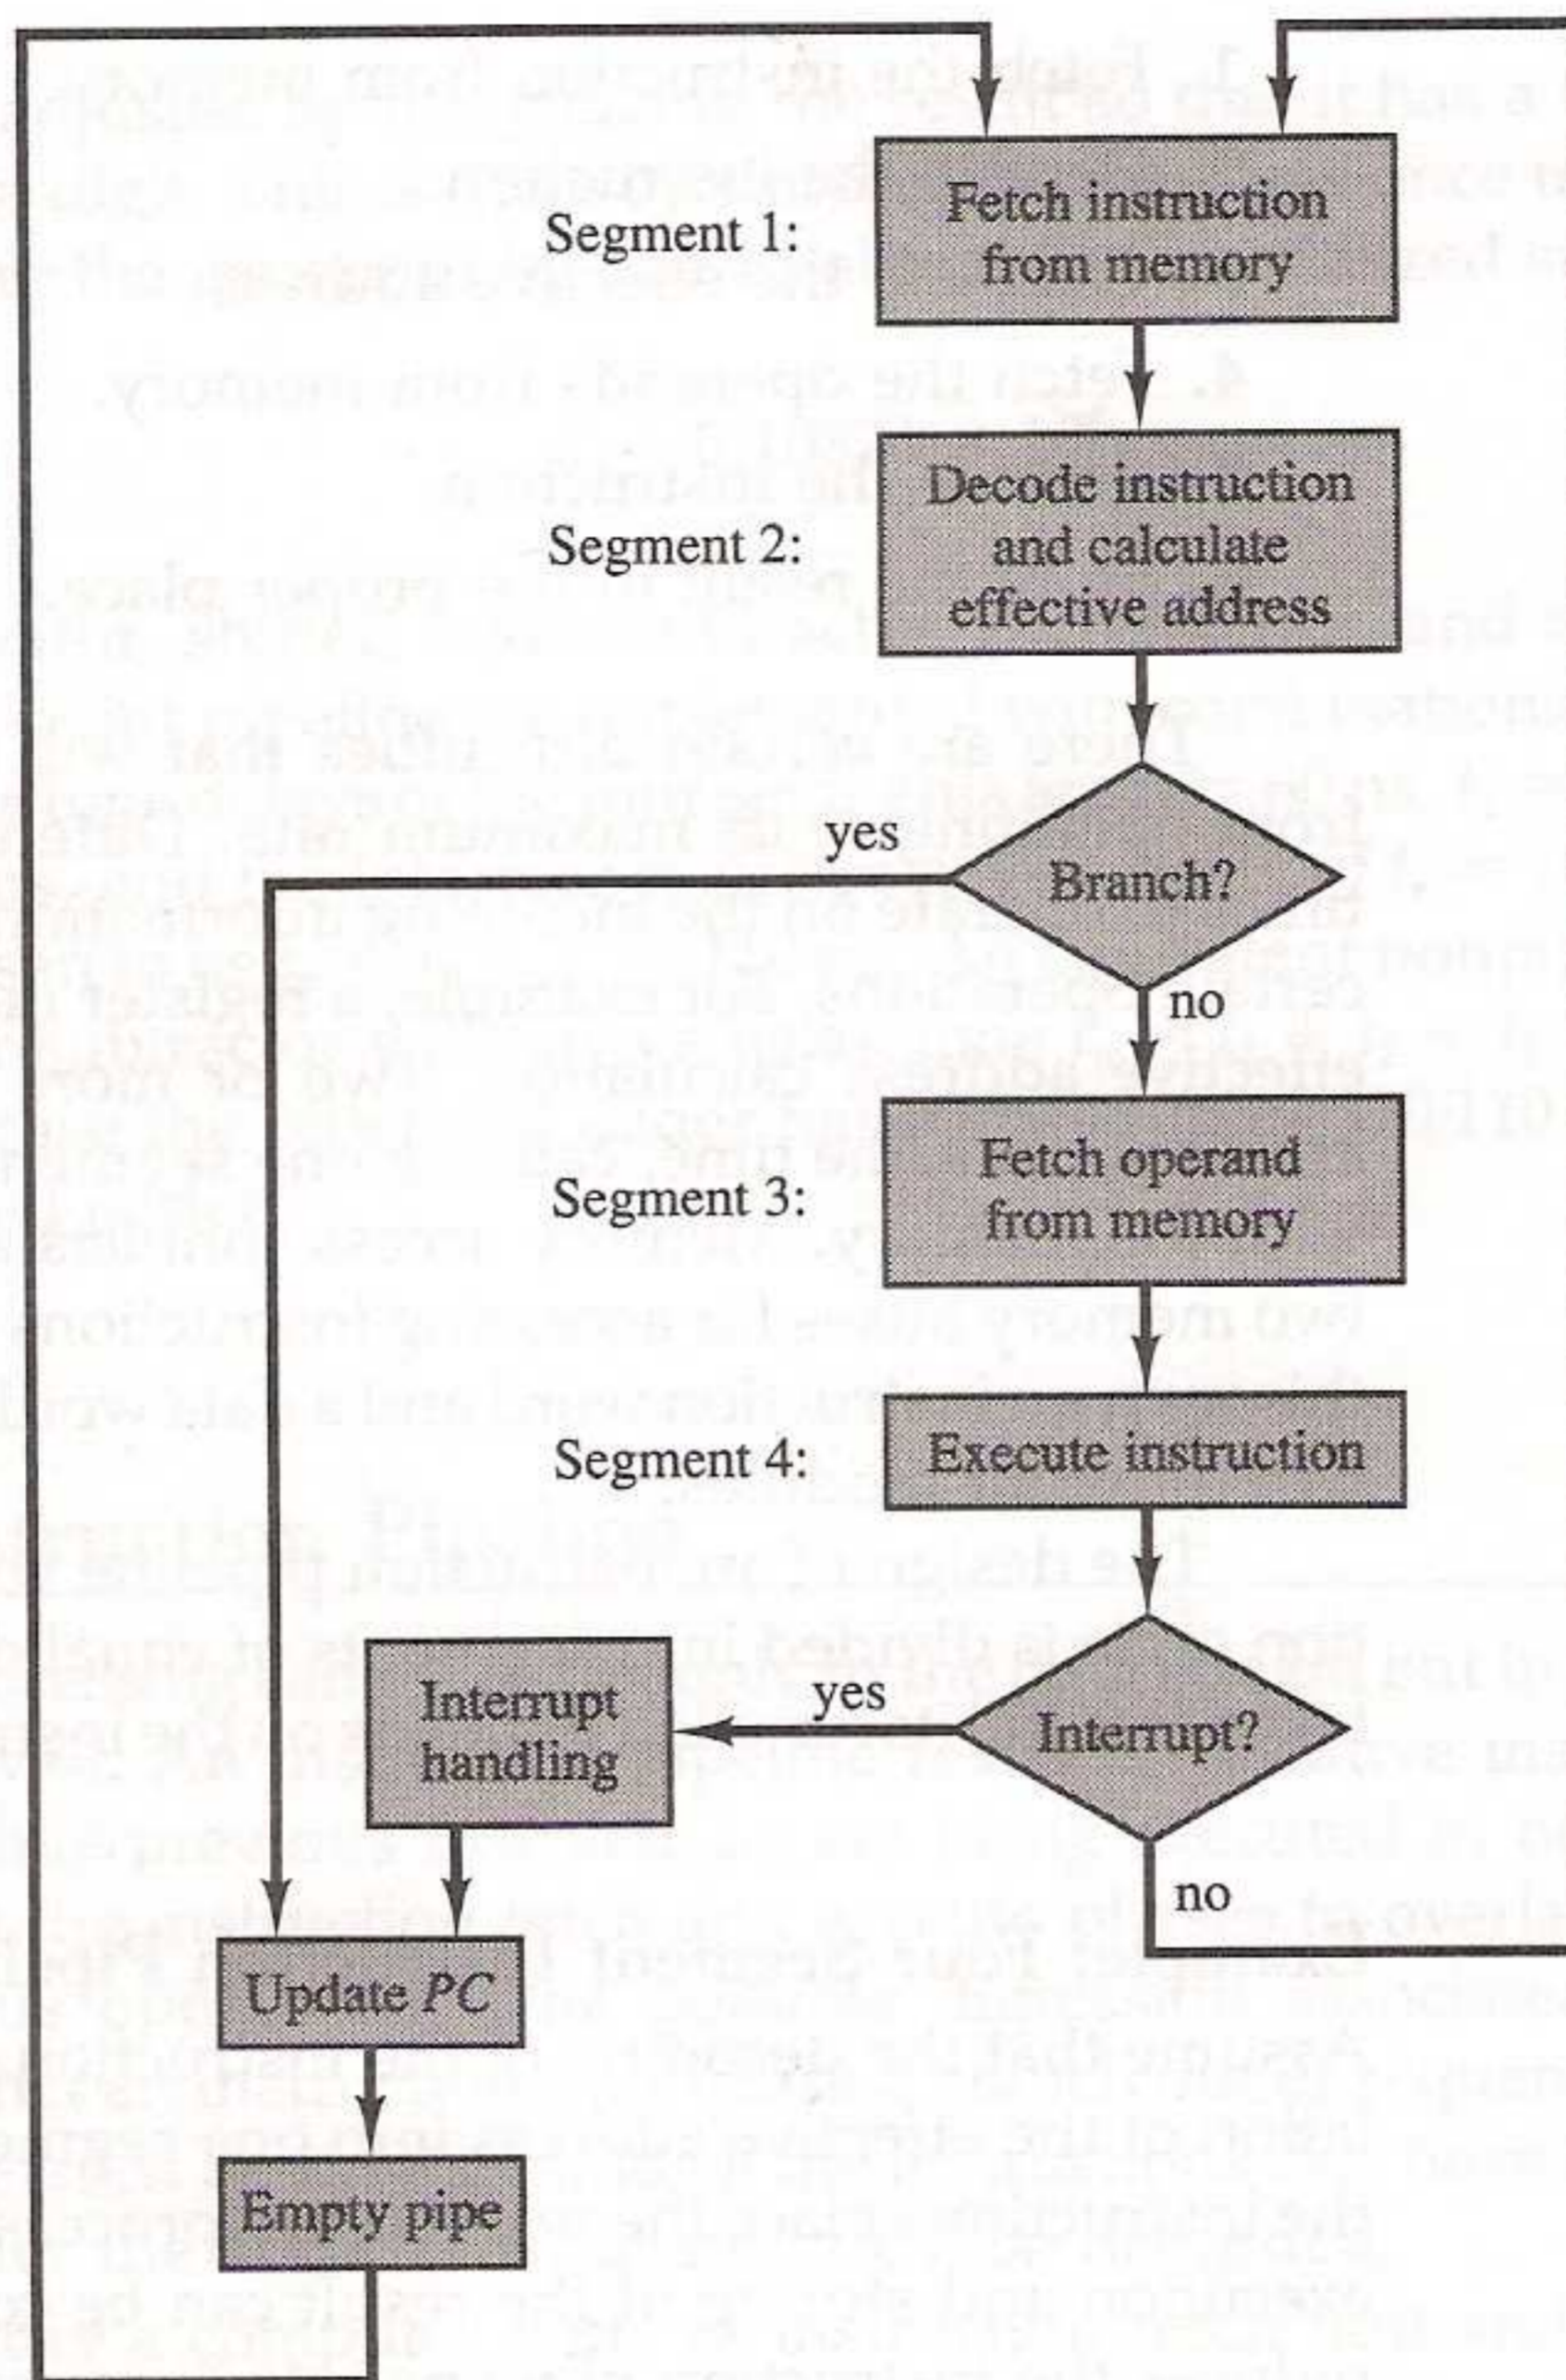 Segment 1:
Fetch instruction
from memory
Segment 2:
Decode instruction
and calculate
effective address
yes
Branch?
no
Segment 3:
Fetch operand
from memory
Segment 4:
Execute instruction
Interrupt
handling
yes
Interrupt?
no
Update PC
Empty pipe